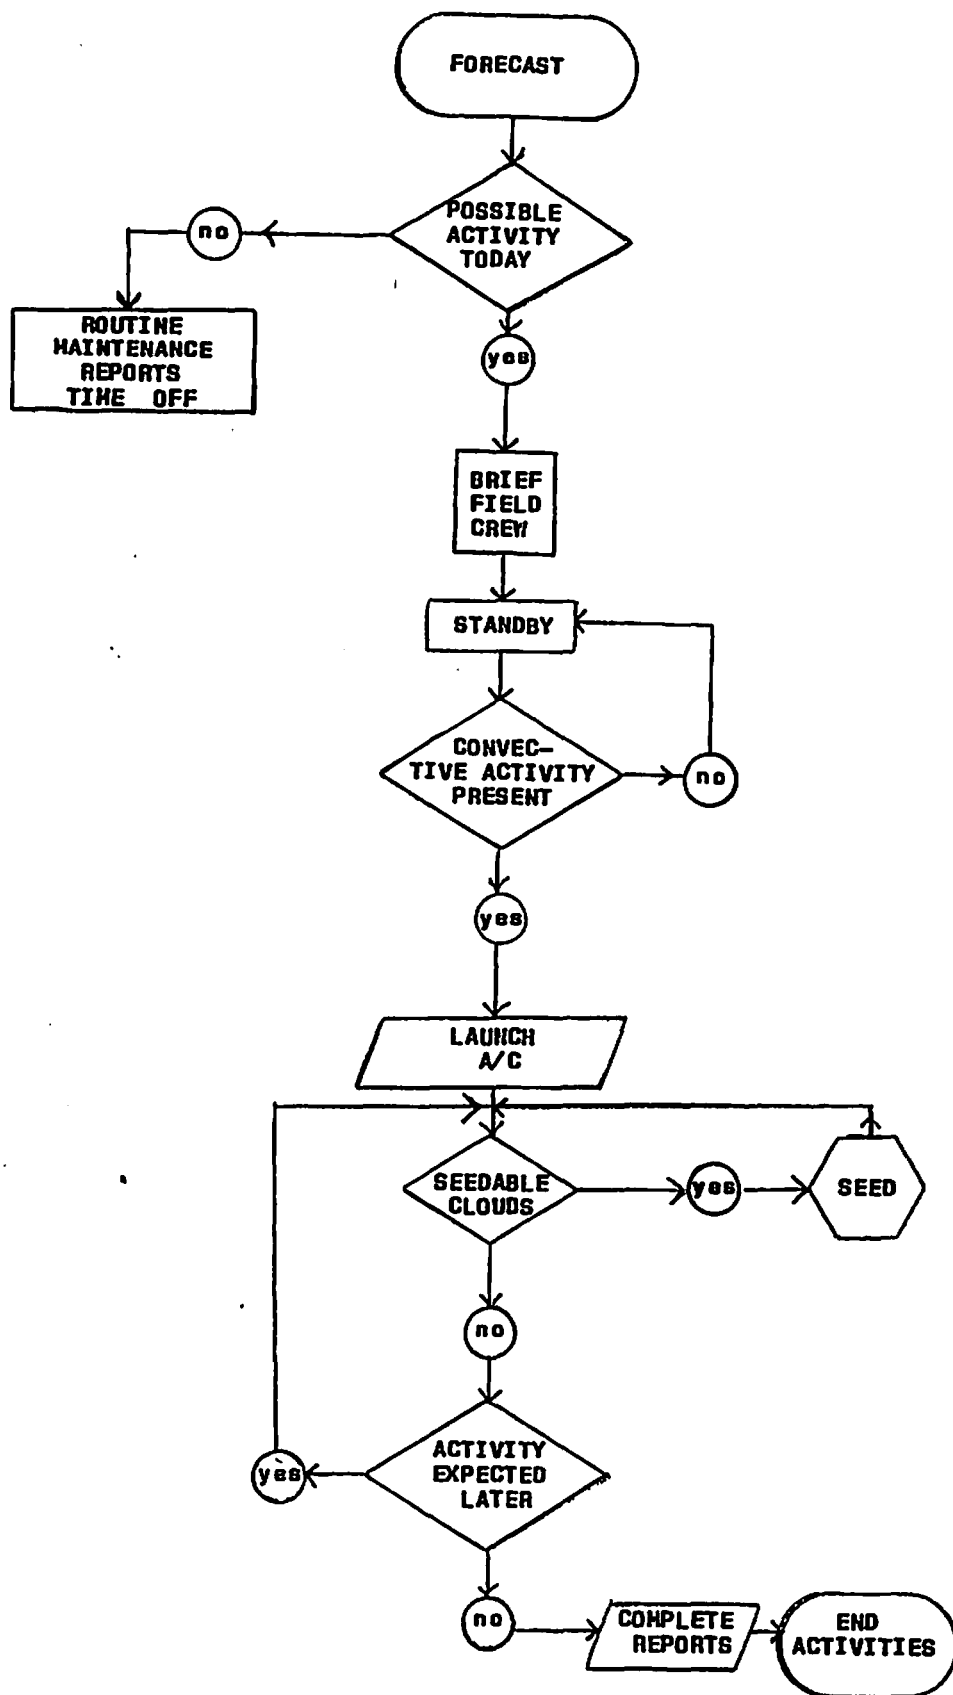 FORECAST
POSSIBLE
ACTIVITY
TODAY
no
ROUTINE
MAINTENANCE
REPORTS
TIME OFF
yes
BRIEF
FIELD
CREW
STANDBY
CONVEC-
TIVE ACTIVITY
PRESENT
no
yes
LAUNCH
A/C
SEEDABLE
CLOUDS
yes
SEED
no
ACTIVITY
EXPECTED
LATER
yes
no
COMPLETE
REPORTS
END
ACTIVITIES